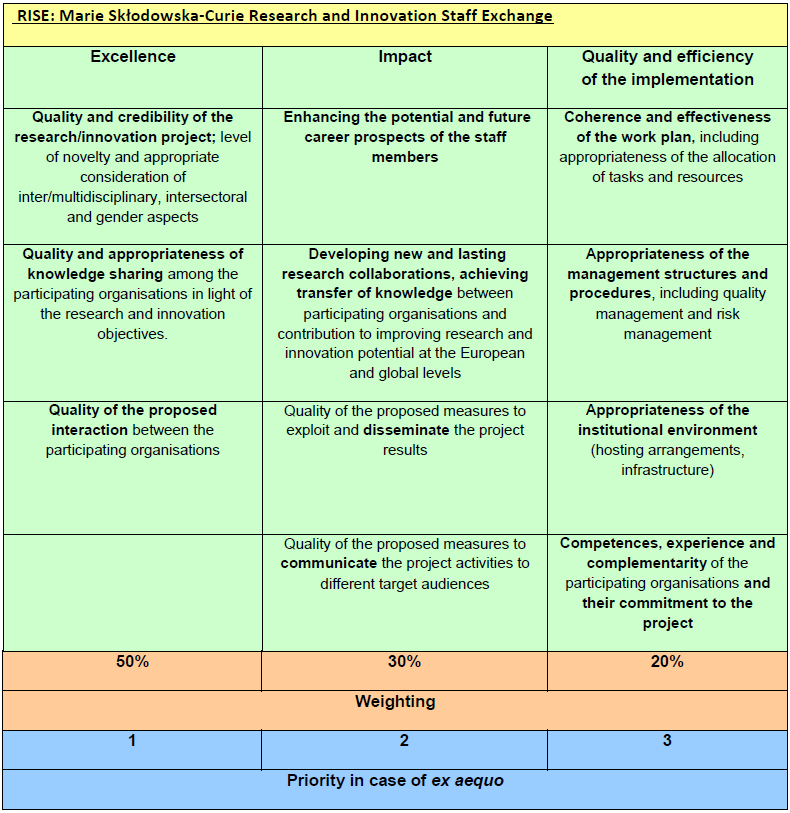 RISE: Marie Skłodowska-Curie Research and Innovation Staff Exchange
Excellence
Impact
Quality and efficiency
of the implementation
Quality and credibility of the
research/innovation project; level
of novelty and appropriate
consideration of
inter/multidisciplinary, intersectoral
and gender aspects
Enhancing the potential and future
career prospects of the staff
members
Coherence and effectiveness
of the work plan, including
appropriateness of the allocation
of tasks and resources
Quality and appropriateness of
knowledge sharing among the
participating organisations in light of
the research and innovation
objectives.
Developing new and lasting
research collaborations, achieving
transfer of knowledge between
participating organisations and
contribution to improving research and
innovation potential at the European
and global levels
Appropriateness of the
management structures and
procedures, including quality
management and risk
management
Quality of the proposed
interaction between the
participating organisations
Quality of the proposed measures to
exploit and disseminate the project
results
Appropriateness of the
institutional environment
(hosting arrangements,
infrastructure)
Quality of the proposed measures to
communicate the project activities to
different target audiences
Competences, experience and
complementarity of the
participating organisations and
their commitment to the
project
50%
30%
20%
Weighting
1
2
3
Priority in case of ex aequo